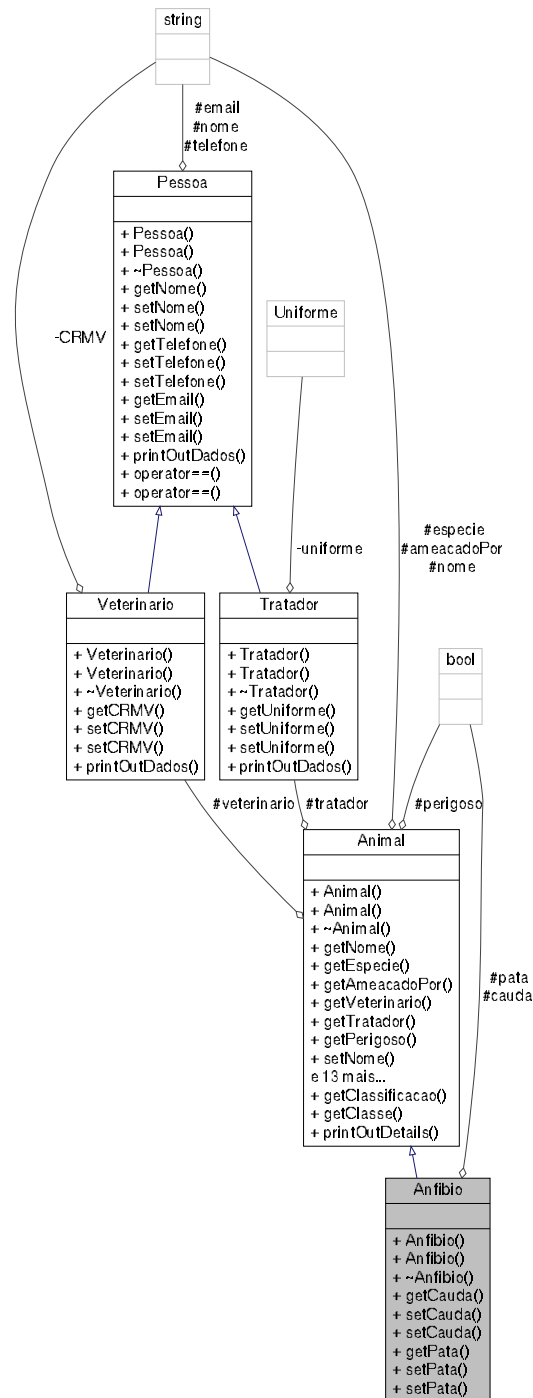 string
#email
#nome
#telefone
Pessoa
+ Pessoa()
+ Pessoa()
+ ~Pessoa()
+ getNome()
+ setNome()
+ setNome()
+ getTelefone()
+ setTelefone()
+ setTelefone()
+ getEmail()
+ setEmail()
+ setEmail()
+ printOutDados()
+ operator==()
+ operator==()
-CRMV
Uniforme
-uniforme
#especie
#ameacadoPor
#nome
Veterinario
+ Veterinario()
+ Veterinario()
+ ~Veterinario()
+ getCRMV()
+ setCRMV()
+ setCRMV()
+ printOutDados()
Tratador
+ Tratador()
+ Tratador()
+ ~Tratador()
+ getUniforme()
+ setUniforme()
+ setUniforme()
+ printOutDados()
bool
#veterinario
#tratador
#perigoso
Animal
+ Animal()
+ Animal()
+ ~Animal()
+ getNome()
+ getEspecie()
+ getAmeacadoPor()
+ getVeterinario()
+ getTratador()
+ getPerigoso()
+ setNome()
e 13 mais...
+ getClassificacao()
+ getClasse()
+ printOutDetails()
#pata
#cauda
Anfibio
+ Anfibio()
+ Anfibio()
+ ~Anfibio()
+ getCauda()
+ setCauda()
+ setCauda()
+ getPata()
+ setPata()
+ setPata()